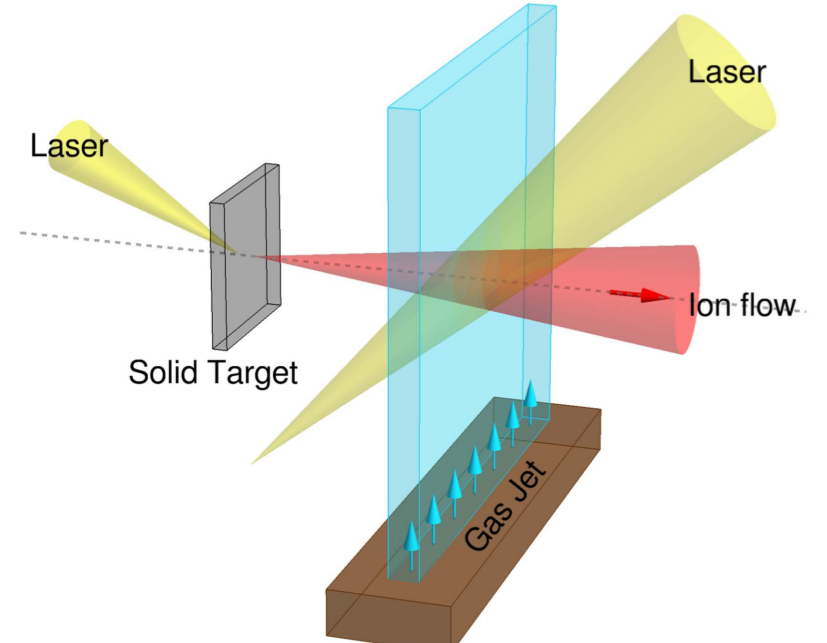 Laser
Laser
Ion flow
Solid Target
Gas Jet